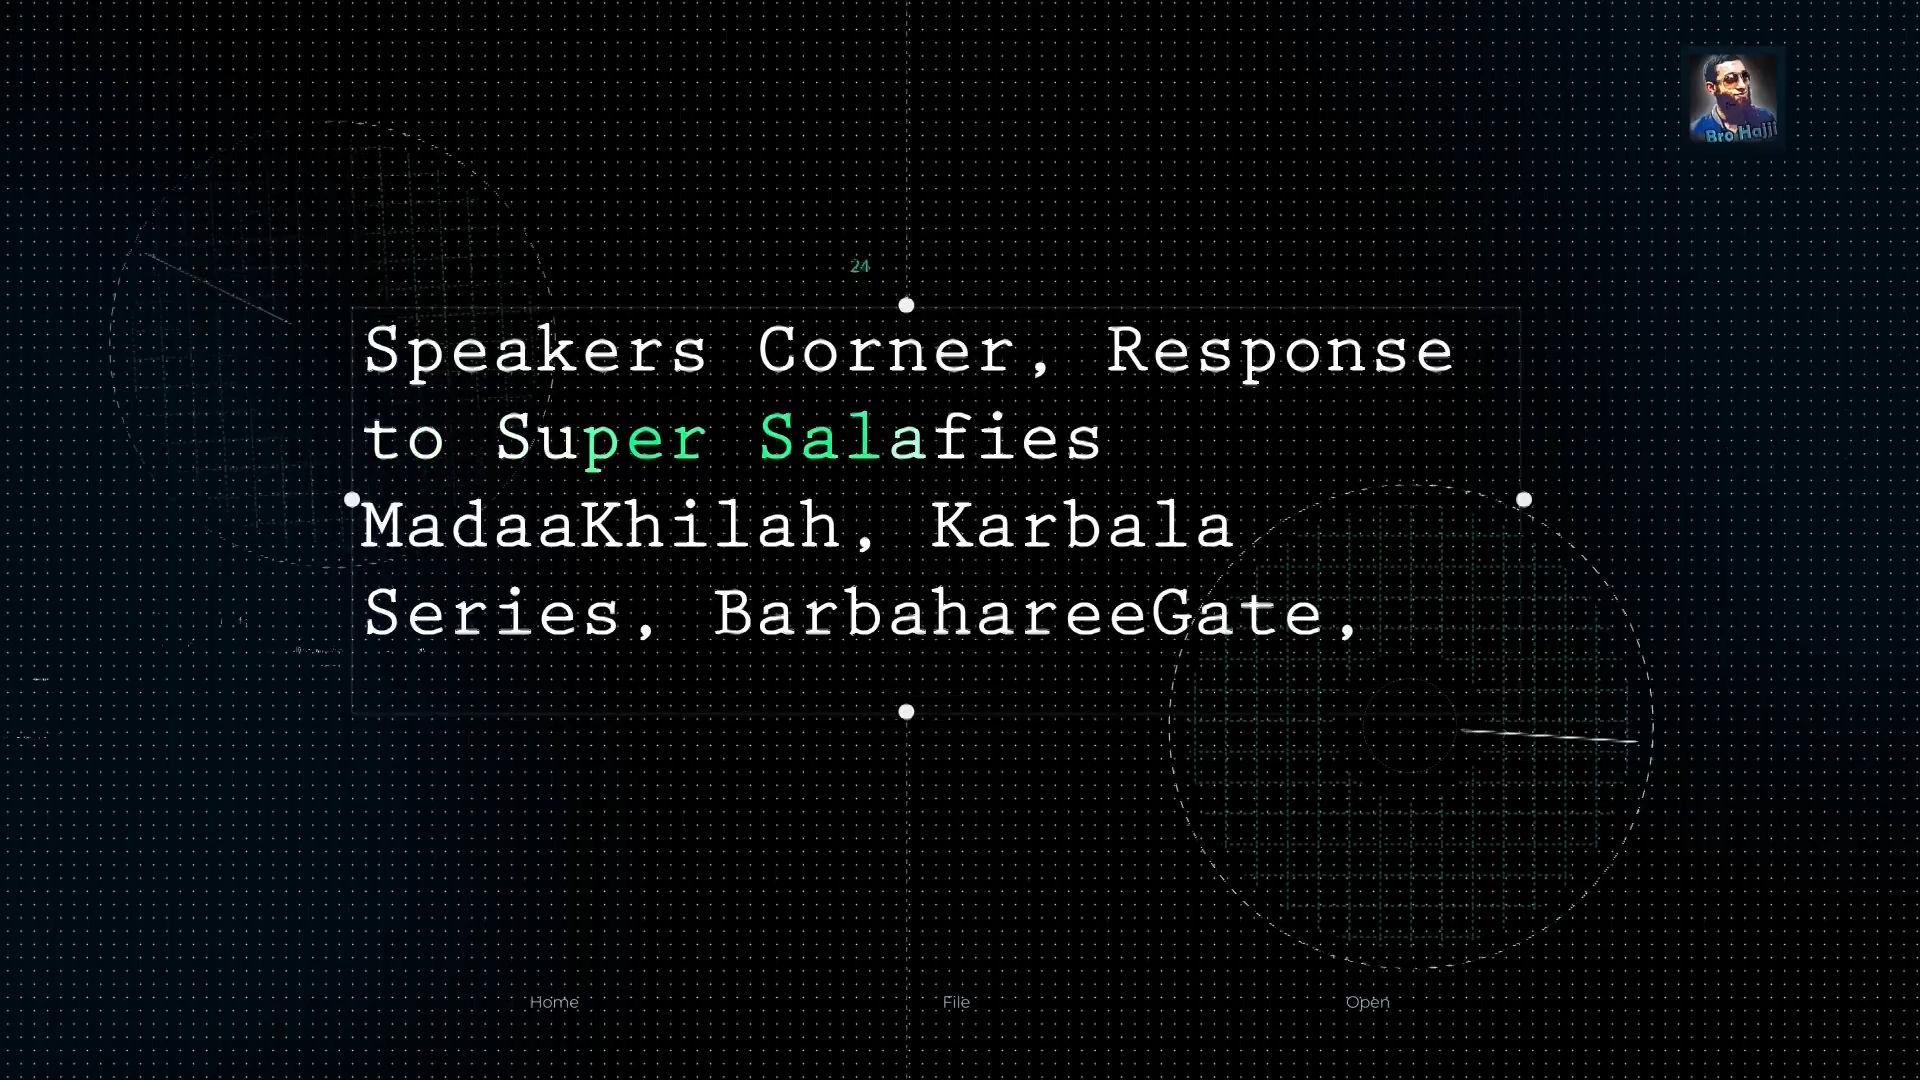 Bro Hajji
24
Speakers Corner, Response
to Super Salafies
MadaaKhilah, Karbala
Series, BarbahareeGate,
Home File Open